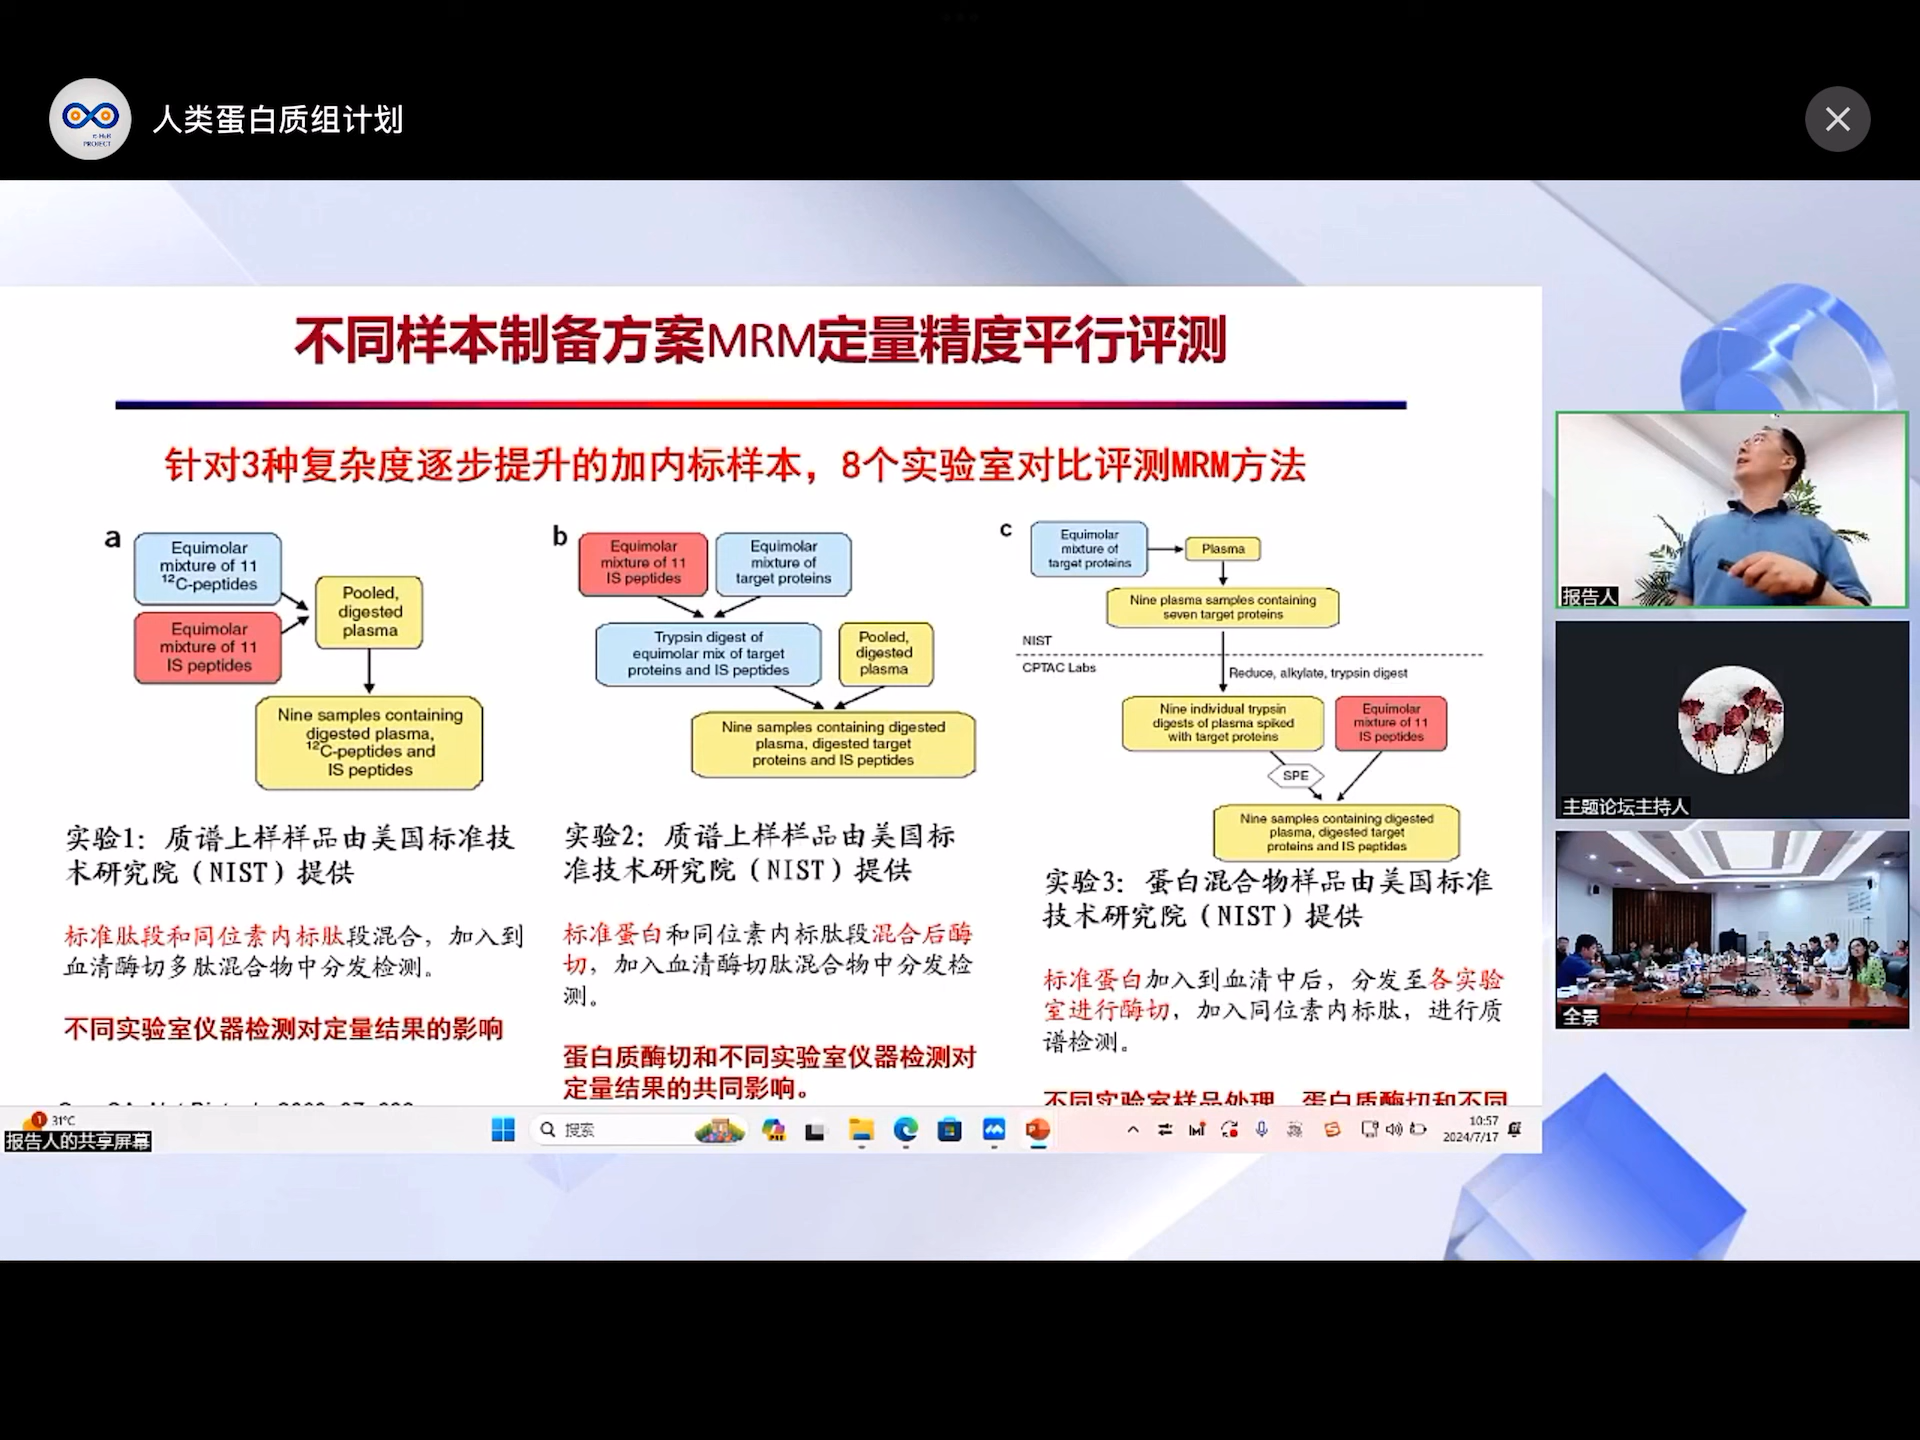 人类蛋白质组计划
PROJECT
不同样本制备方案MRM定量精度平行评测
针对3种复杂度逐步提升的加内标样本，8个实验室对比评测MRM方法
a
Equimolar
mixture of 11
¹²C-peptides
Equimolar
mixture of 11
IS peptides
Pooled,
digested
plasma
Nine samples containing
digested plasma,
¹²C-peptides and
IS peptides
实验1：质谱上样样品由美国标准技
术研究院（NIST）提供
标准肽段和同位素内标肽段混合，加入到
血清酶切多肽混合物中分发检测。
不同实验室仪器检测对定量结果的影响
b
Equimolar
mixture of 11
IS peptides
Equimolar
mixture of
target proteins
Trypsin digest of
equimolar mix of target
proteins and IS peptides
Pooled,
digested
plasma
Nine samples containing digested
plasma, digested target
proteins and IS peptides
实验2：质谱上样样品由美国标
准技术研究院（NIST）提供
标准蛋白和同位素内标肽段混合后酶
切，加入血清酶切肽混合物中分发检
测。
蛋白质酶切和不同实验室仪器检测对
定量结果的共同影响。
c
Equimolar
mixture of
target proteins
Plasma
Nine plasma samples containing
seven target proteins
NIST
CPTAC Labs
Reduce, alkylate, trypsin digest
Nine individual trypsin
digests of plasma spiked
with target proteins
Equimolar
mixture of 11
IS peptides
SPE
Nine samples containing digested
plasma, digested target
proteins and IS peptides
实验3：蛋白混合物样品由美国标准
技术研究院（NIST）提供
标准蛋白加入到血清中后，分发至各实验
室进行酶切，加入同位素内标肽，进行质
谱检测。
不同实验室样品处理、蛋白质酶切和不同
报告人
主题论坛主持人
全景
1
31°C
报告人的共享屏幕
搜索
10:57
2024/7/17